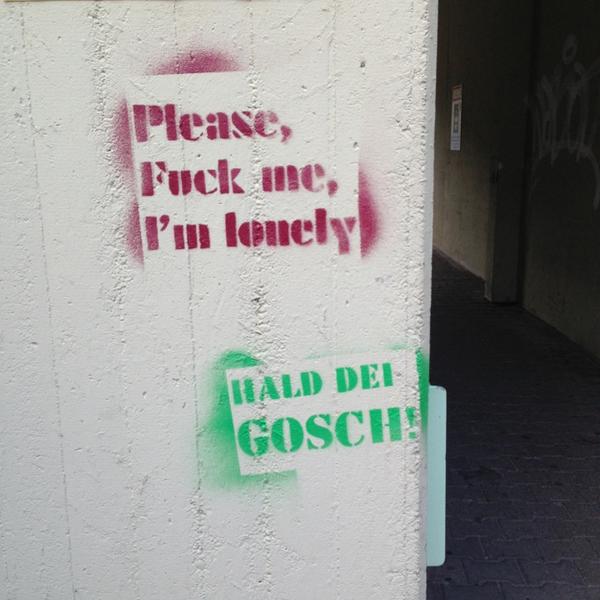 Please,
Fuck me,
I'm lonely
HALD DEI
GOSCH!